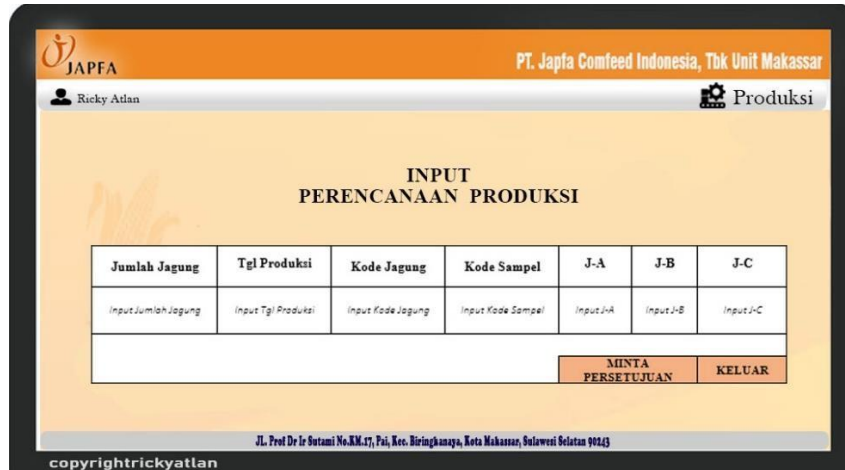 JAPFA
PT. Japfa Comfeed Indonesia, Tbk Unit Makassar
Ricky Atlan
Produksi
INPUT
PERENCANAAN PRODUKSI
Jumlah Jagung
Tgl Produksi
Kode Jagung
Kode Sampel
J-A
J-B
J-C
Input Jumlah Jagung
Input Tgl Produksi
Input Kode Jagung
Input Kode Sampel
Input J-A
Input J-B
Input J-C
MINTA
PERSETUJUAN
KELUAR
JL. Prof Dr Ir Sutami No.KM.17, Pai, Kec. Biringkanaya, Kota Makassar, Sulawesi Selatan 90243
copyrightrickyatlan